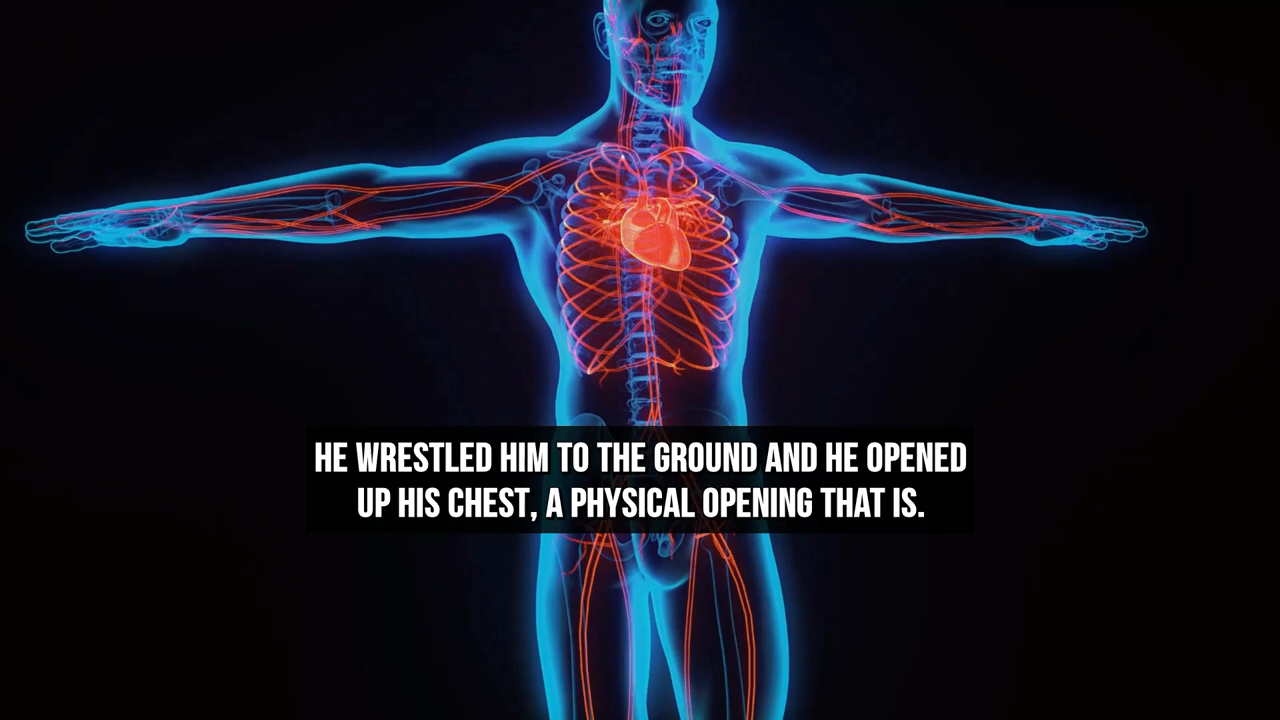 HE WRESTLED HIM TO THE GROUND AND HE OPENED
UP HIS CHEST, A PHYSICAL OPENING THAT IS.